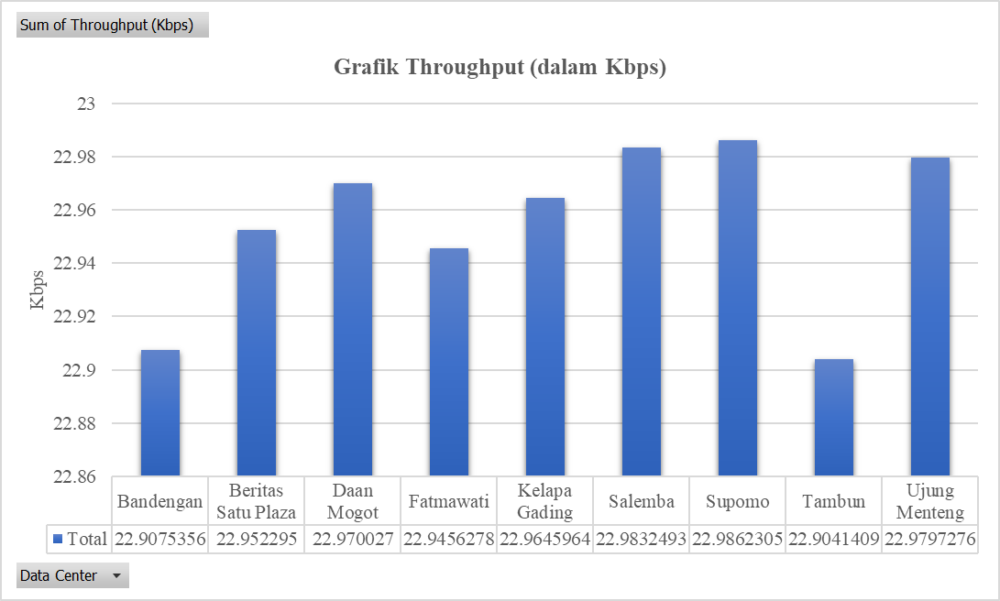 Sum of Throughput (Kbps)
Grafik Throughput (dalam Kbps)
23
22.98
22.96
22.94
22.92
22.9
22.88
22.86
Kbps
Bandengan
Beritas
Satu Plaza
Daan
Mogot
Fatmawati
Kelapa
Gading
Salemba
Supomo
Tambun
Ujung
Menteng
Total 22.9075356 22.952295 22.970027 22.9456278 22.9645964 22.9832493 22.9862305 22.9041409 22.9797276
Data Center